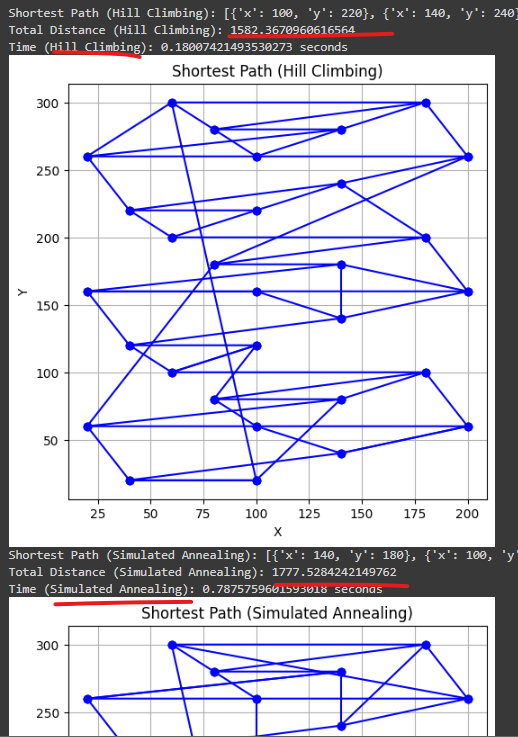 Shortest Path (Hill Climbing): [{'x': 100, 'y': 220}, {'x': 140, 'y': 240}
Total Distance (Hill Climbing): 1582.3670960616564
Time (Hill Climbing): 0.18007421493530273 seconds
Shortest Path (Hill Climbing)
300
250
200
150
100
50
Y
25 50 75 100 125 150 175 200
X
Shortest Path (Simulated Annealing): [{'x': 140, 'y': 180}, {'x': 100, 'y'
Total Distance (Simulated Annealing): 1777.5284242149762
Time (Simulated Annealing): 0.7875759601593018 seconds
Shortest Path (Simulated Annealing)
300
250